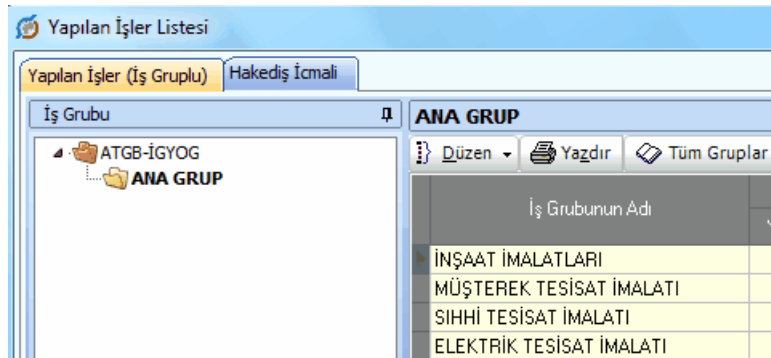 Yapılan İşler Listesi
Yapılan İşler (İş Gruplu) Hakediş İcmali
İş Grubu
ANA GRUP
ATGB-İGYOG
ANA GRUP
Düzen Yazdır Tüm Gruplar
İş Grubunun Adı
İNŞAAT İMALATLARI
MÜŞTEREK TESİSAT İMALATI
SIHHİ TESİSAT İMALATI
ELEKTRİK TESİSAT İMALATI